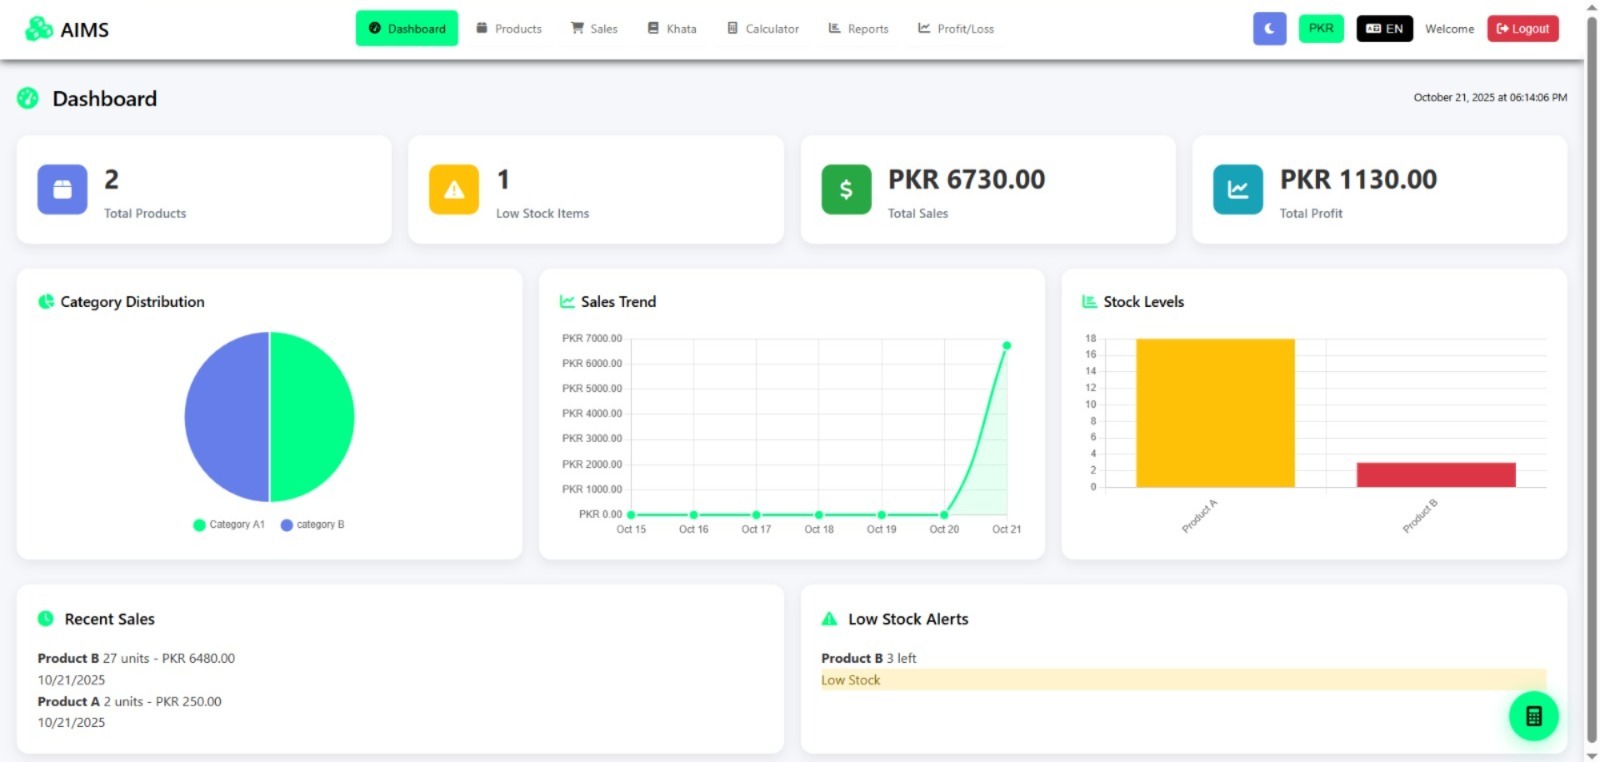 AIMS
Dashboard
Products
Sales
Khata
Calculator
Reports
Profit/Loss
PKR
EN
Welcome
Logout
Dashboard
October 21, 2025 at 06:14:06 PM
2
Total Products
1
Low Stock Items
PKR 6730.00
Total Sales
PKR 1130.00
Total Profit
Category Distribution
Category A1
category B
Sales Trend
PKR 7000.00
PKR 6000.00
PKR 5000.00
PKR 4000.00
PKR 3000.00
PKR 2000.00
PKR 1000.00
PKR 0.00
Oct 15 Oct 16 Oct 17 Oct 18 Oct 19 Oct 20 Oct 21
Stock Levels
18
16
14
12
10
8
6
4
2
0
Product A
Product B
Recent Sales
Product B 27 units - PKR 6480.00
10/21/2025
Product A 2 units - PKR 250.00
10/21/2025
Low Stock Alerts
Product B 3 left
Low Stock